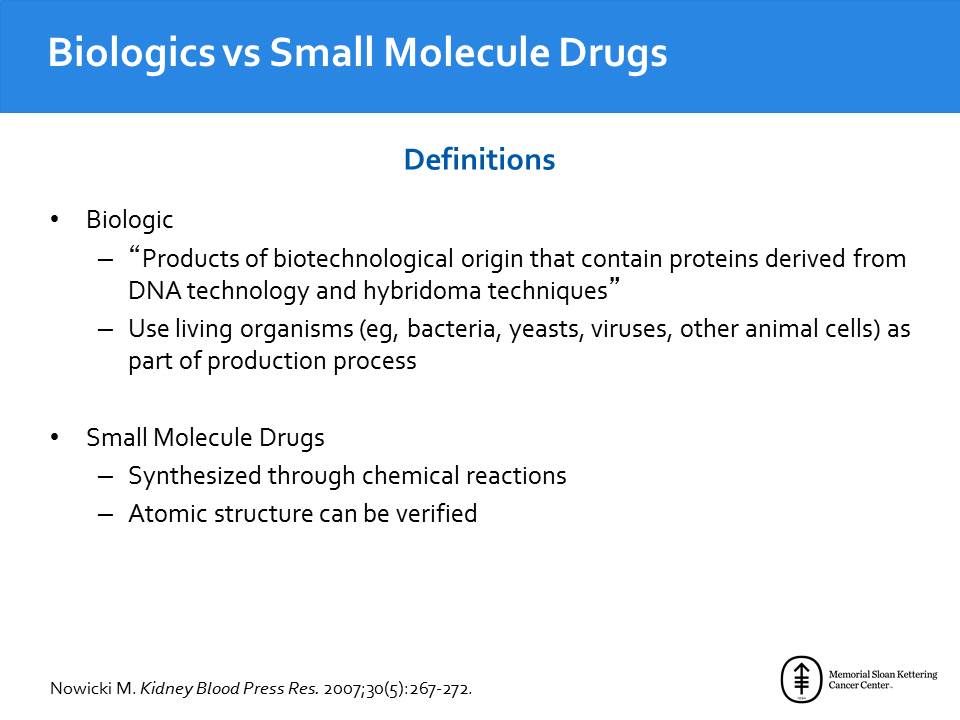 Biologics vs Small Molecule Drugs
Definitions
• Biologic
– “Products of biotechnological origin that contain proteins derived from
DNA technology and hybridoma techniques”
– Use living organisms (eg, bacteria, yeasts, viruses, other animal cells) as
part of production process
• Small Molecule Drugs
– Synthesized through chemical reactions
– Atomic structure can be verified
Nowicki M. Kidney Blood Press Res. 2007;30(5):267-272.
Memorial Sloan Kettering
Cancer Center